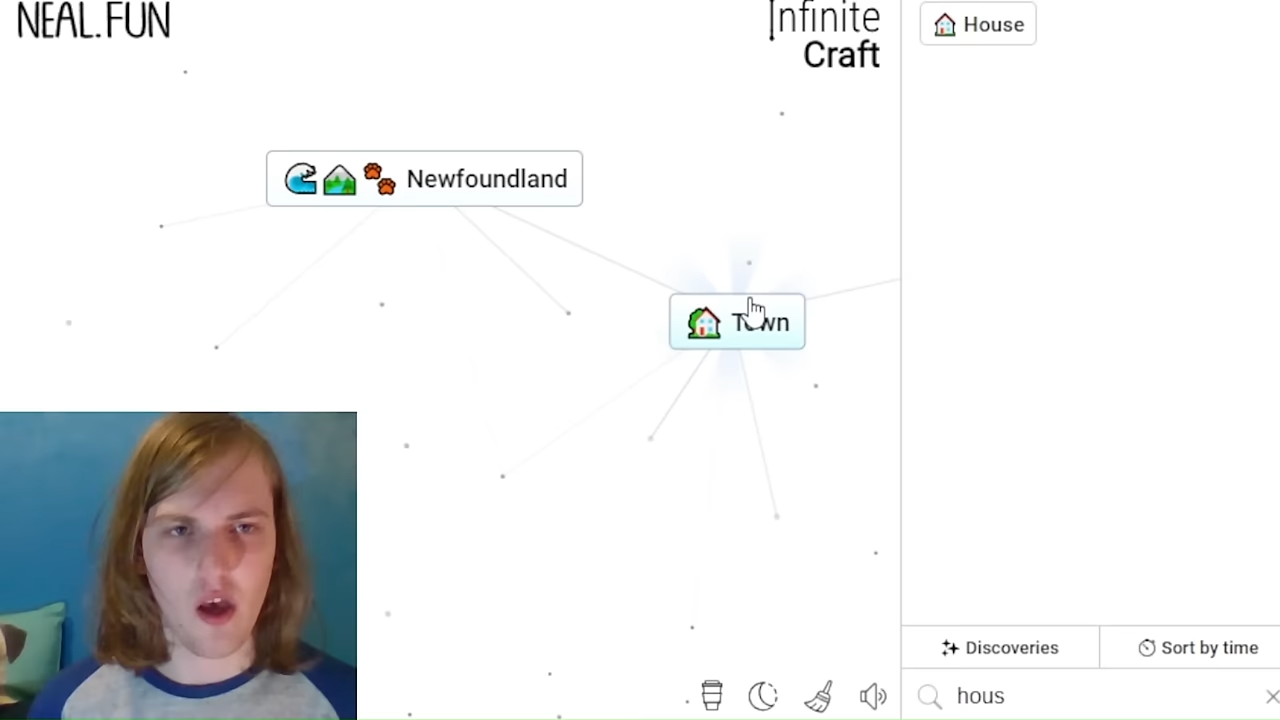 NEAL.FUN
Infinite
Craft
House
Newfoundland
Town
Discoveries
Sort by time
hous